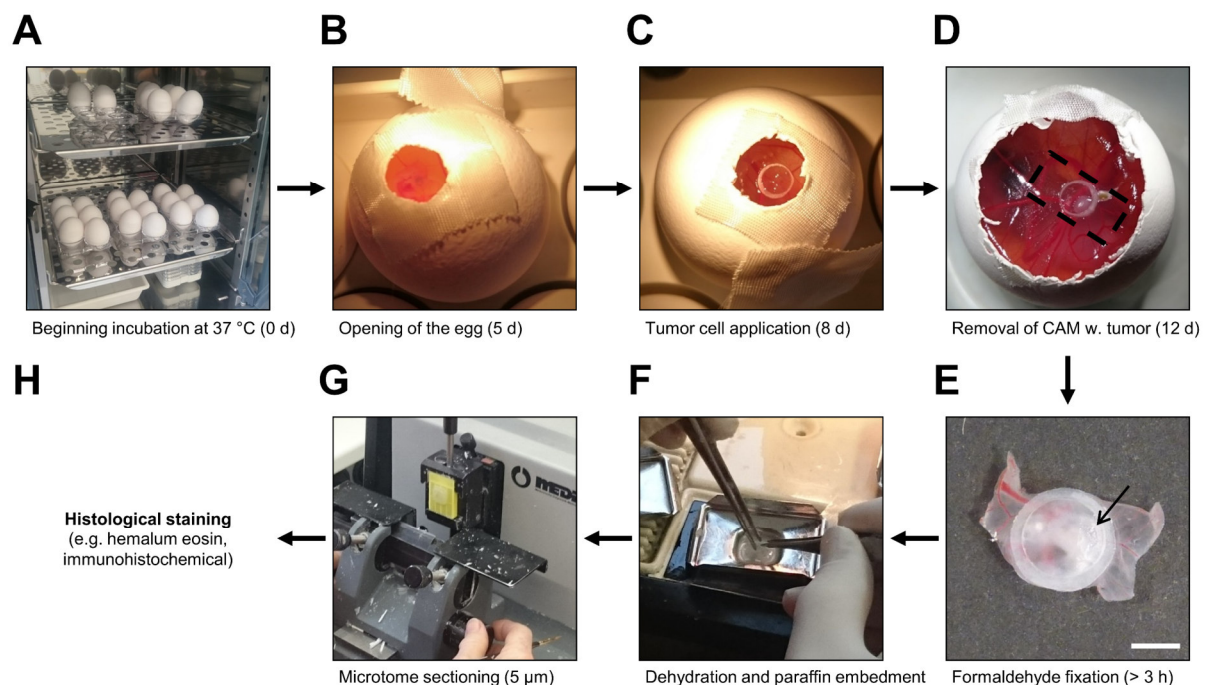 A
B
C
D
Beginning incubation at 37 °C (0 d)
Opening of the egg (5 d)
Tumor cell application (8 d)
Removal of CAM w. tumor (12 d)
H
G
F
E
Histological staining
(e.g. hemalum eosin,
immunohistochemical)
Microtome sectioning (5 µm)
Dehydration and paraffin embedment
Formaldehyde fixation (> 3 h)